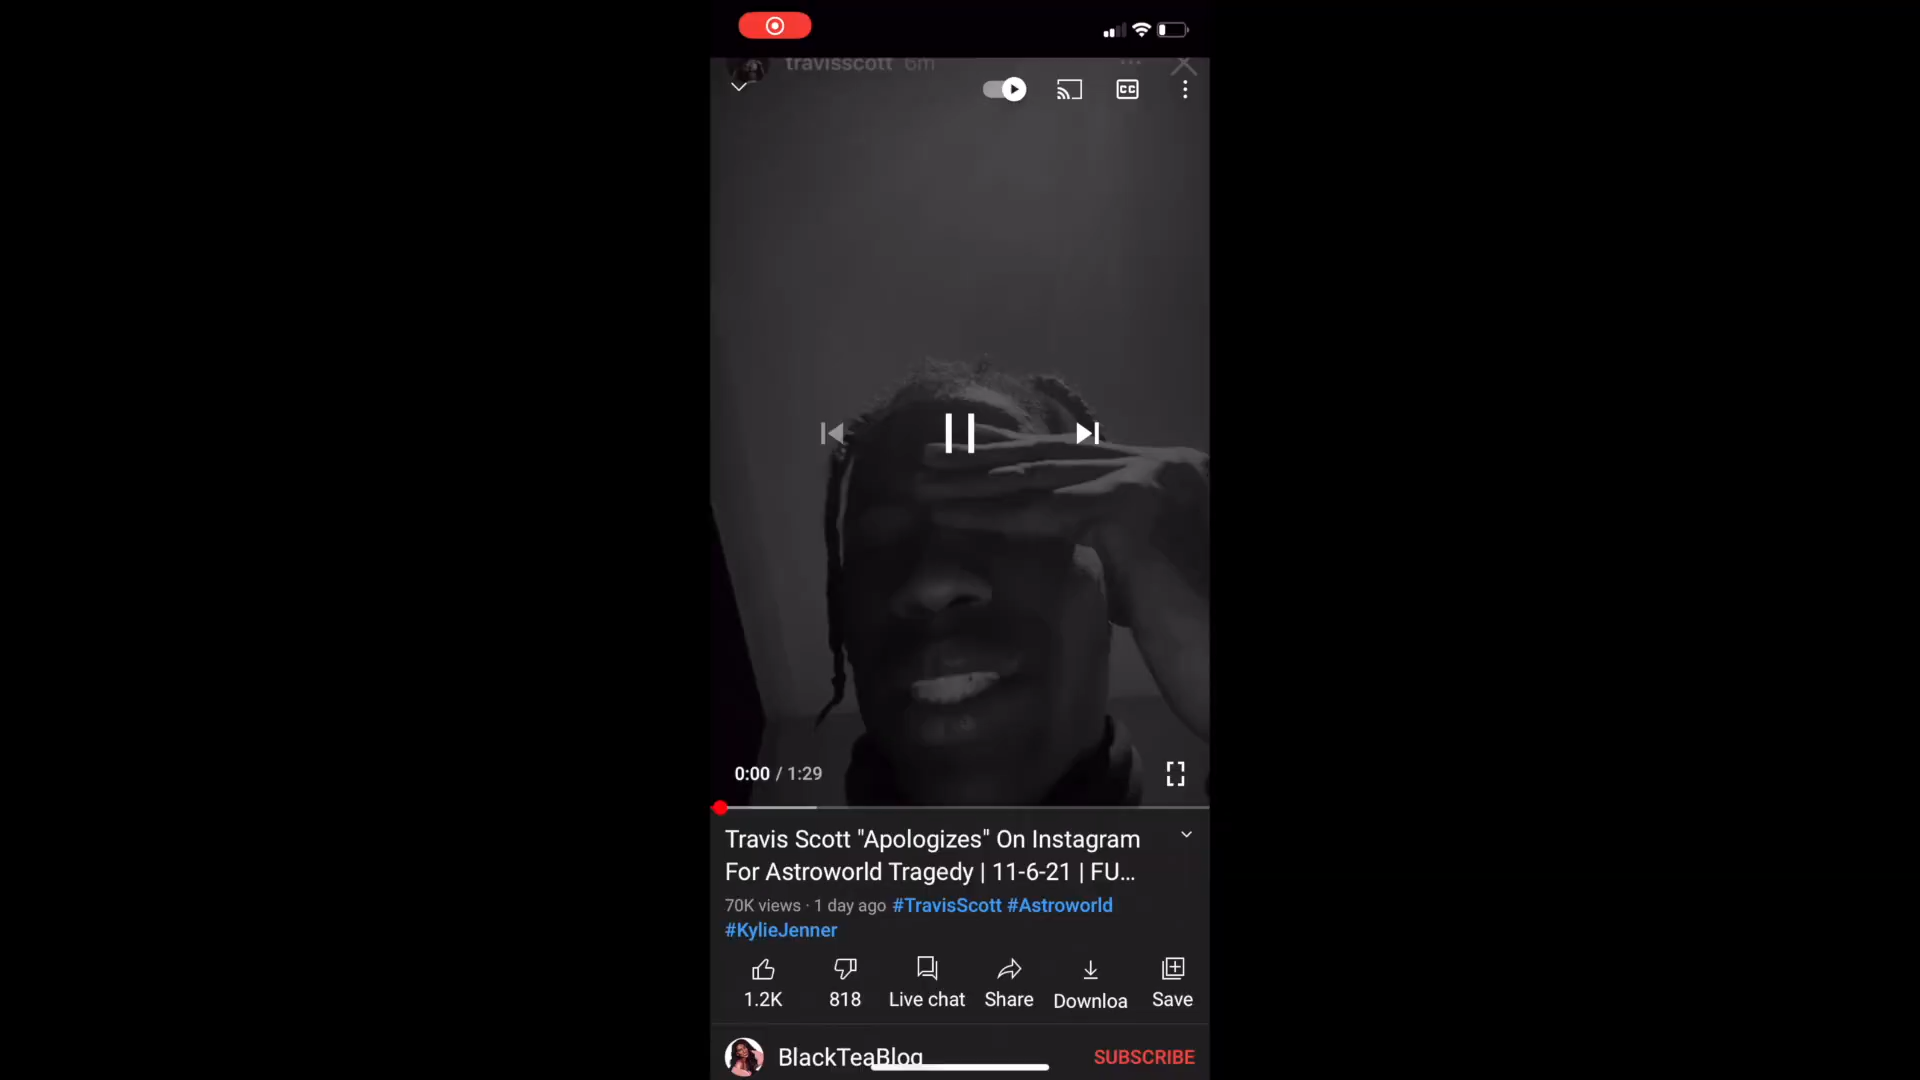 travisscott 6m
CC
0:00 / 1:29
Travis Scott "Apologizes" On Instagram
For Astroworld Tragedy | 11-6-21 | FU...
70K views · 1 day ago #TravisScott #Astroworld
#KylieJenner
1.2K 818 Live chat Share Downloa Save
BlackTeaBlog SUBSCRIBE